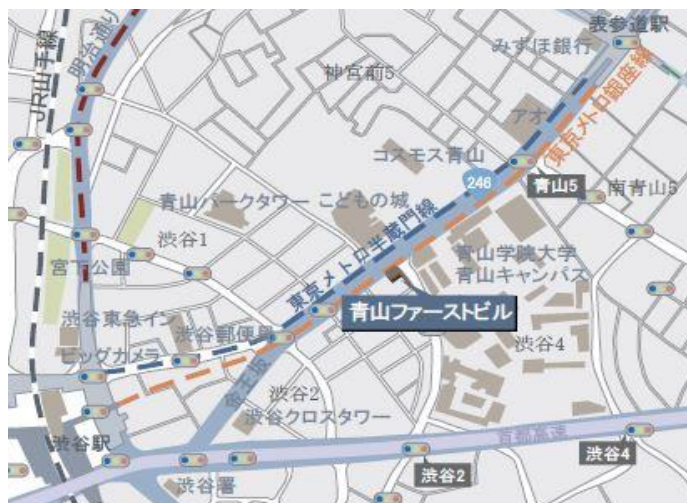 表参道駅
みずほ銀行
明治通り
JR山手線
神宮前5
アオ
東京メトロ銀座線
コスモス青山
246
青山5
南青山5
青山パークタワー
こどもの城
渋谷1
東京メトロ半蔵門線
青山学院大学
青山キャンパス
宮下公園
青山ファーストビル
渋谷東急イン
渋谷郵便局
ビッグカメラ
渋谷4
金王坂
渋谷2
渋谷クロスタワー
渋谷駅
首都高速
渋谷4
渋谷2
渋谷署